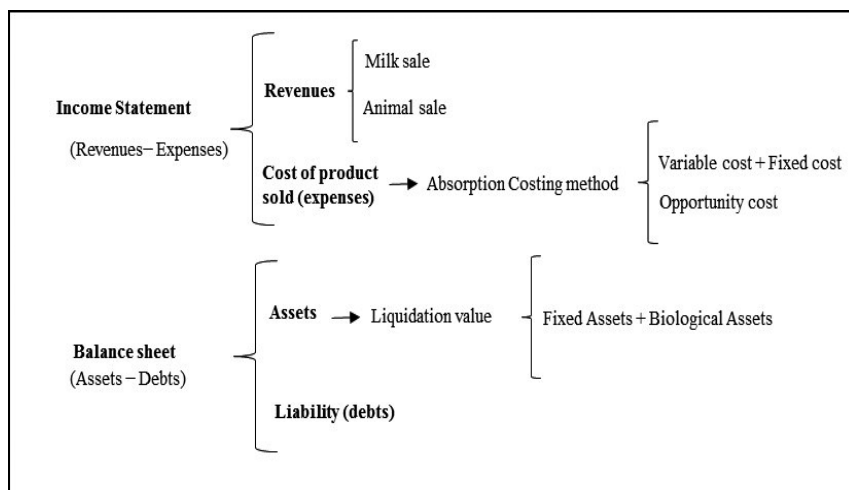 Income Statement
(Revenues− Expenses)
Revenues
Milk sale
Animal sale
Cost of product
sold (expenses)
Absorption Costing method
Variable cost + Fixed cost
Opportunity cost
Balance sheet
(Assets − Debts)
Assets
Liquidation value
Fixed Assets + Biological Assets
Liability (debts)